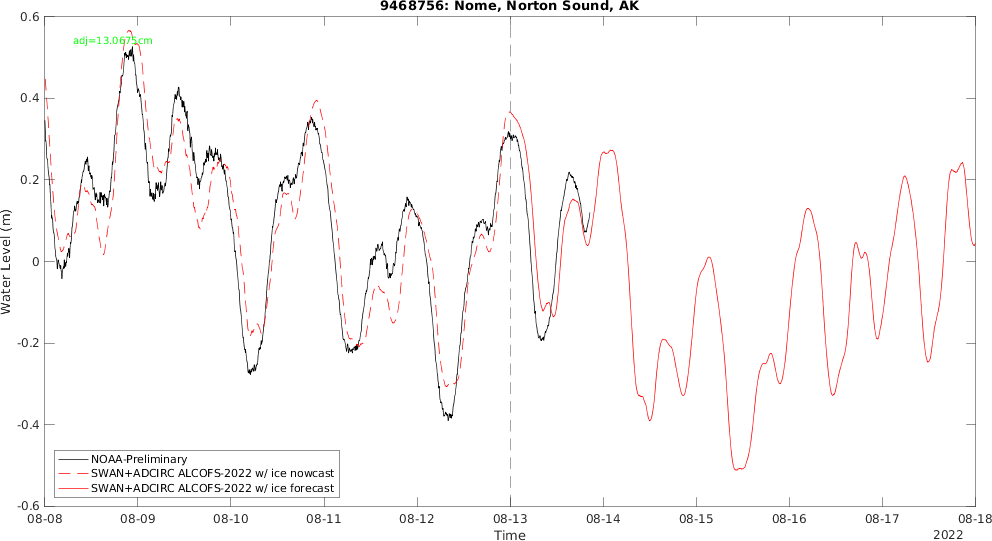 9468756: Nome, Norton Sound, AK
adj=13.0675cm
Water Level (m)
0.6
0.4
0.2
0
-0.2
-0.4
-0.6
NOAA-Preliminary
SWAN+ADCIRC ALCOFS-2022 w/ ice nowcast
SWAN+ADCIRC ALCOFS-2022 w/ ice forecast
08-08 08-09 08-10 08-11 08-12 08-13 08-14 08-15 08-16 08-17 08-18
Time
2022